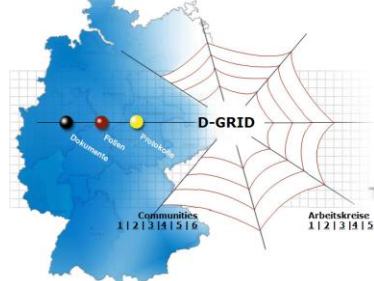 D-GRID
Dokumente
Folien
Protokolle
Communities
1 | 2 | 3 |4 | 5 | 6
Arbeitskreise
1 | 2 | 3 | 4 | 5